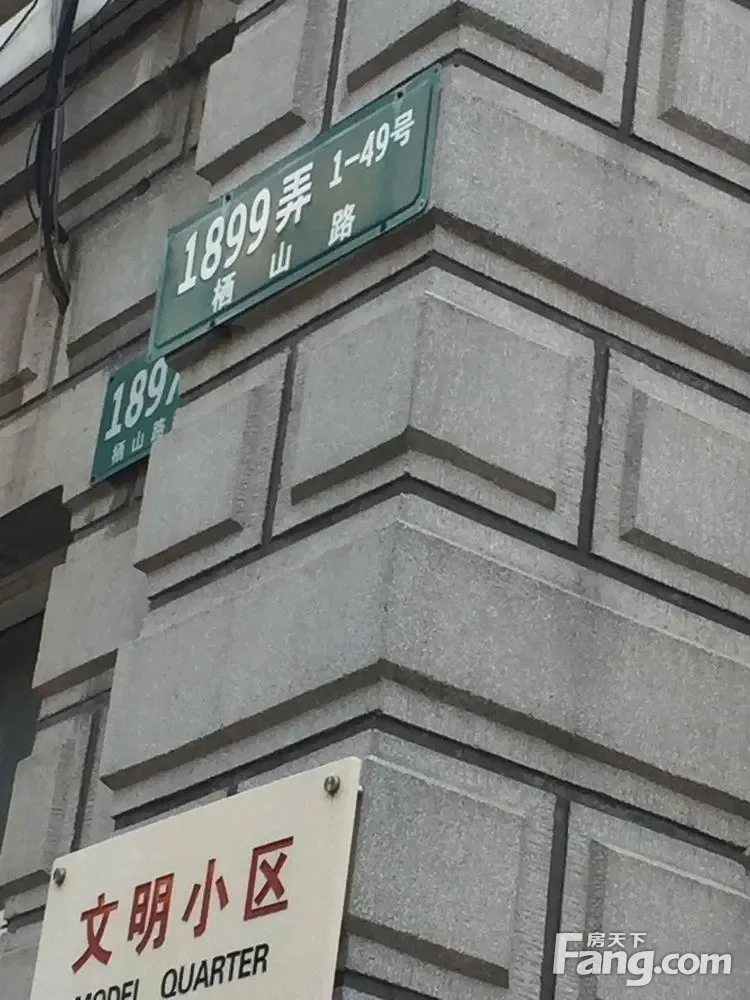 1899弄 1-49号
栖山路
189
栖山路
文明小区
MODEL QUARTER
房天下
Fang.com